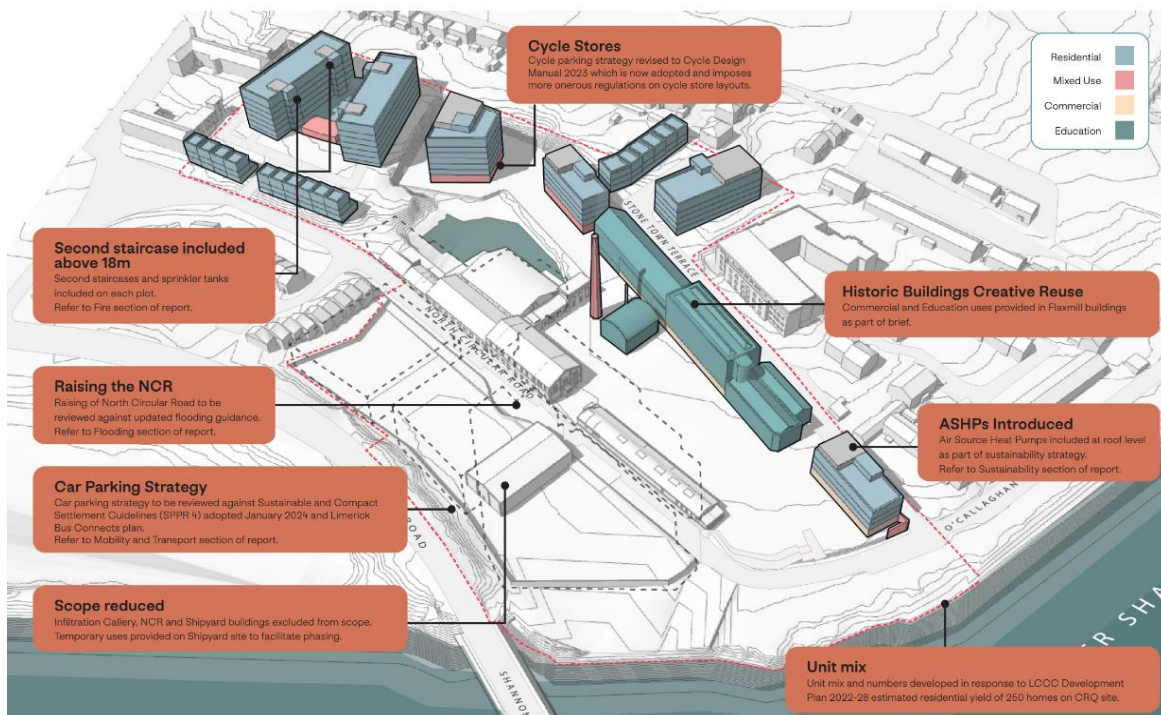 Cycle Stores
Cycle parking strategy revised to Cycle Design
Manual 2023 which is now adopted and imposes
more onerous regulations on cycle store layouts.
Residential
Mixed Use
Commercial
Education
Second staircase included
above 18m
Second staircases and sprinkler tanks
included on each plot.
Refer to Fire section of report.
STONE TOWN TERRACE
Historic Buildings Creative Reuse
Commercial and Education uses provided in Flaxmill buildings
as part of brief.
NORTH CIRCULAR ROAD
Raising the NCR
Raising of North Circular Road to be
reviewed against updated flooding guidance.
Refer to Flooding section of report.
ASHPs Introduced
Air Source Heat Pumps included at roof level
as part of sustainability strategy.
Refer to Sustainability section of report.
Car Parking Strategy
Car parking strategy to be reviewed against Sustainable and Compact
Settlement Guidelines (SPPR 4) adopted January 2024 and Limerick
Bus Connects plan.
Refer to Mobility and Transport section of report.
O'CALLAGHAN
ROAD
Scope reduced
Infiltration Gallery, NCR and Shipyard buildings excluded from scope.
Temporary uses provided on Shipyard site to facilitate phasing.
SHANNON
ER SHA
Unit mix
Unit mix and numbers developed in response to LCCC Development
Plan 2022-28 estimated residential yield of 250 homes on CRQ site.